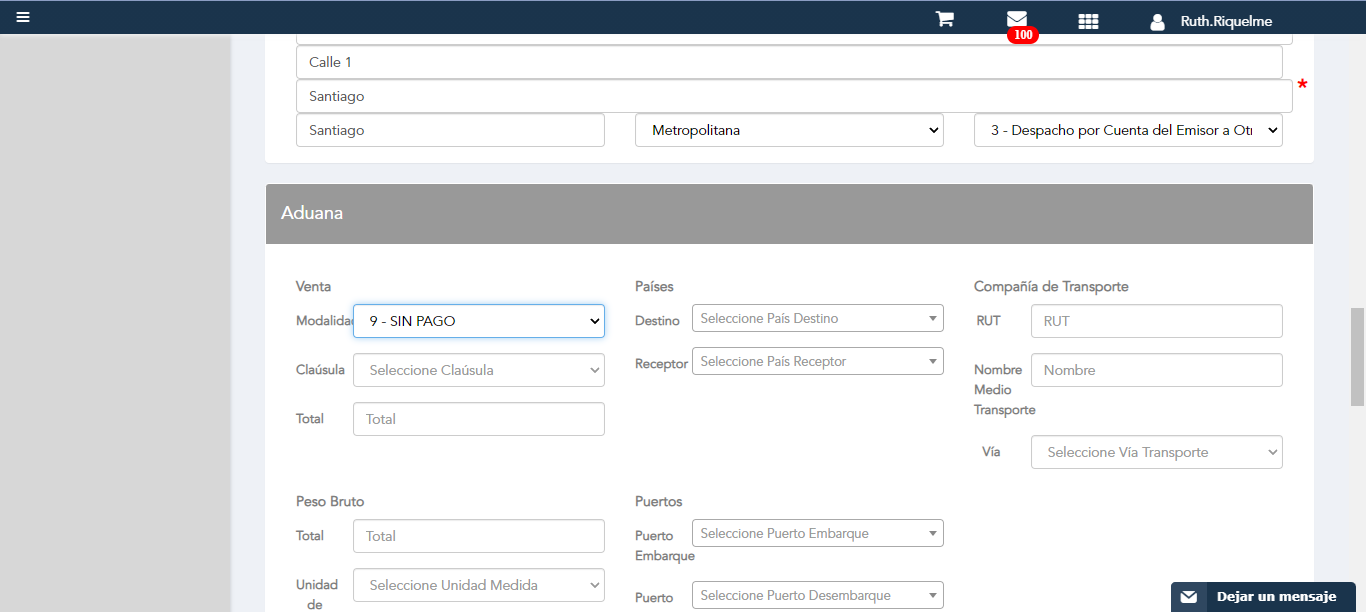 Ruth.Riquelme
100
Calle 1
Santiago
*
Santiago
Metropolitana
3 - Despacho por Cuenta del Emisor a Otr
Aduana
Venta
Modalidad
9 - SIN PAGO
Claúsula
Seleccione Claúsula
Total
Total
Países
Destino
Seleccione País Destino
Receptor
Seleccione País Receptor
Compañía de Transporte
RUT
RUT
Nombre
Medio
Transporte
Nombre
Vía
Seleccione Vía Transporte
Peso Bruto
Total
Total
Unidad
de
Seleccione Unidad Medida
Puertos
Puerto
Embarque
Seleccione Puerto Embarque
Puerto
Seleccione Puerto Desembarque
Dejar un mensaje